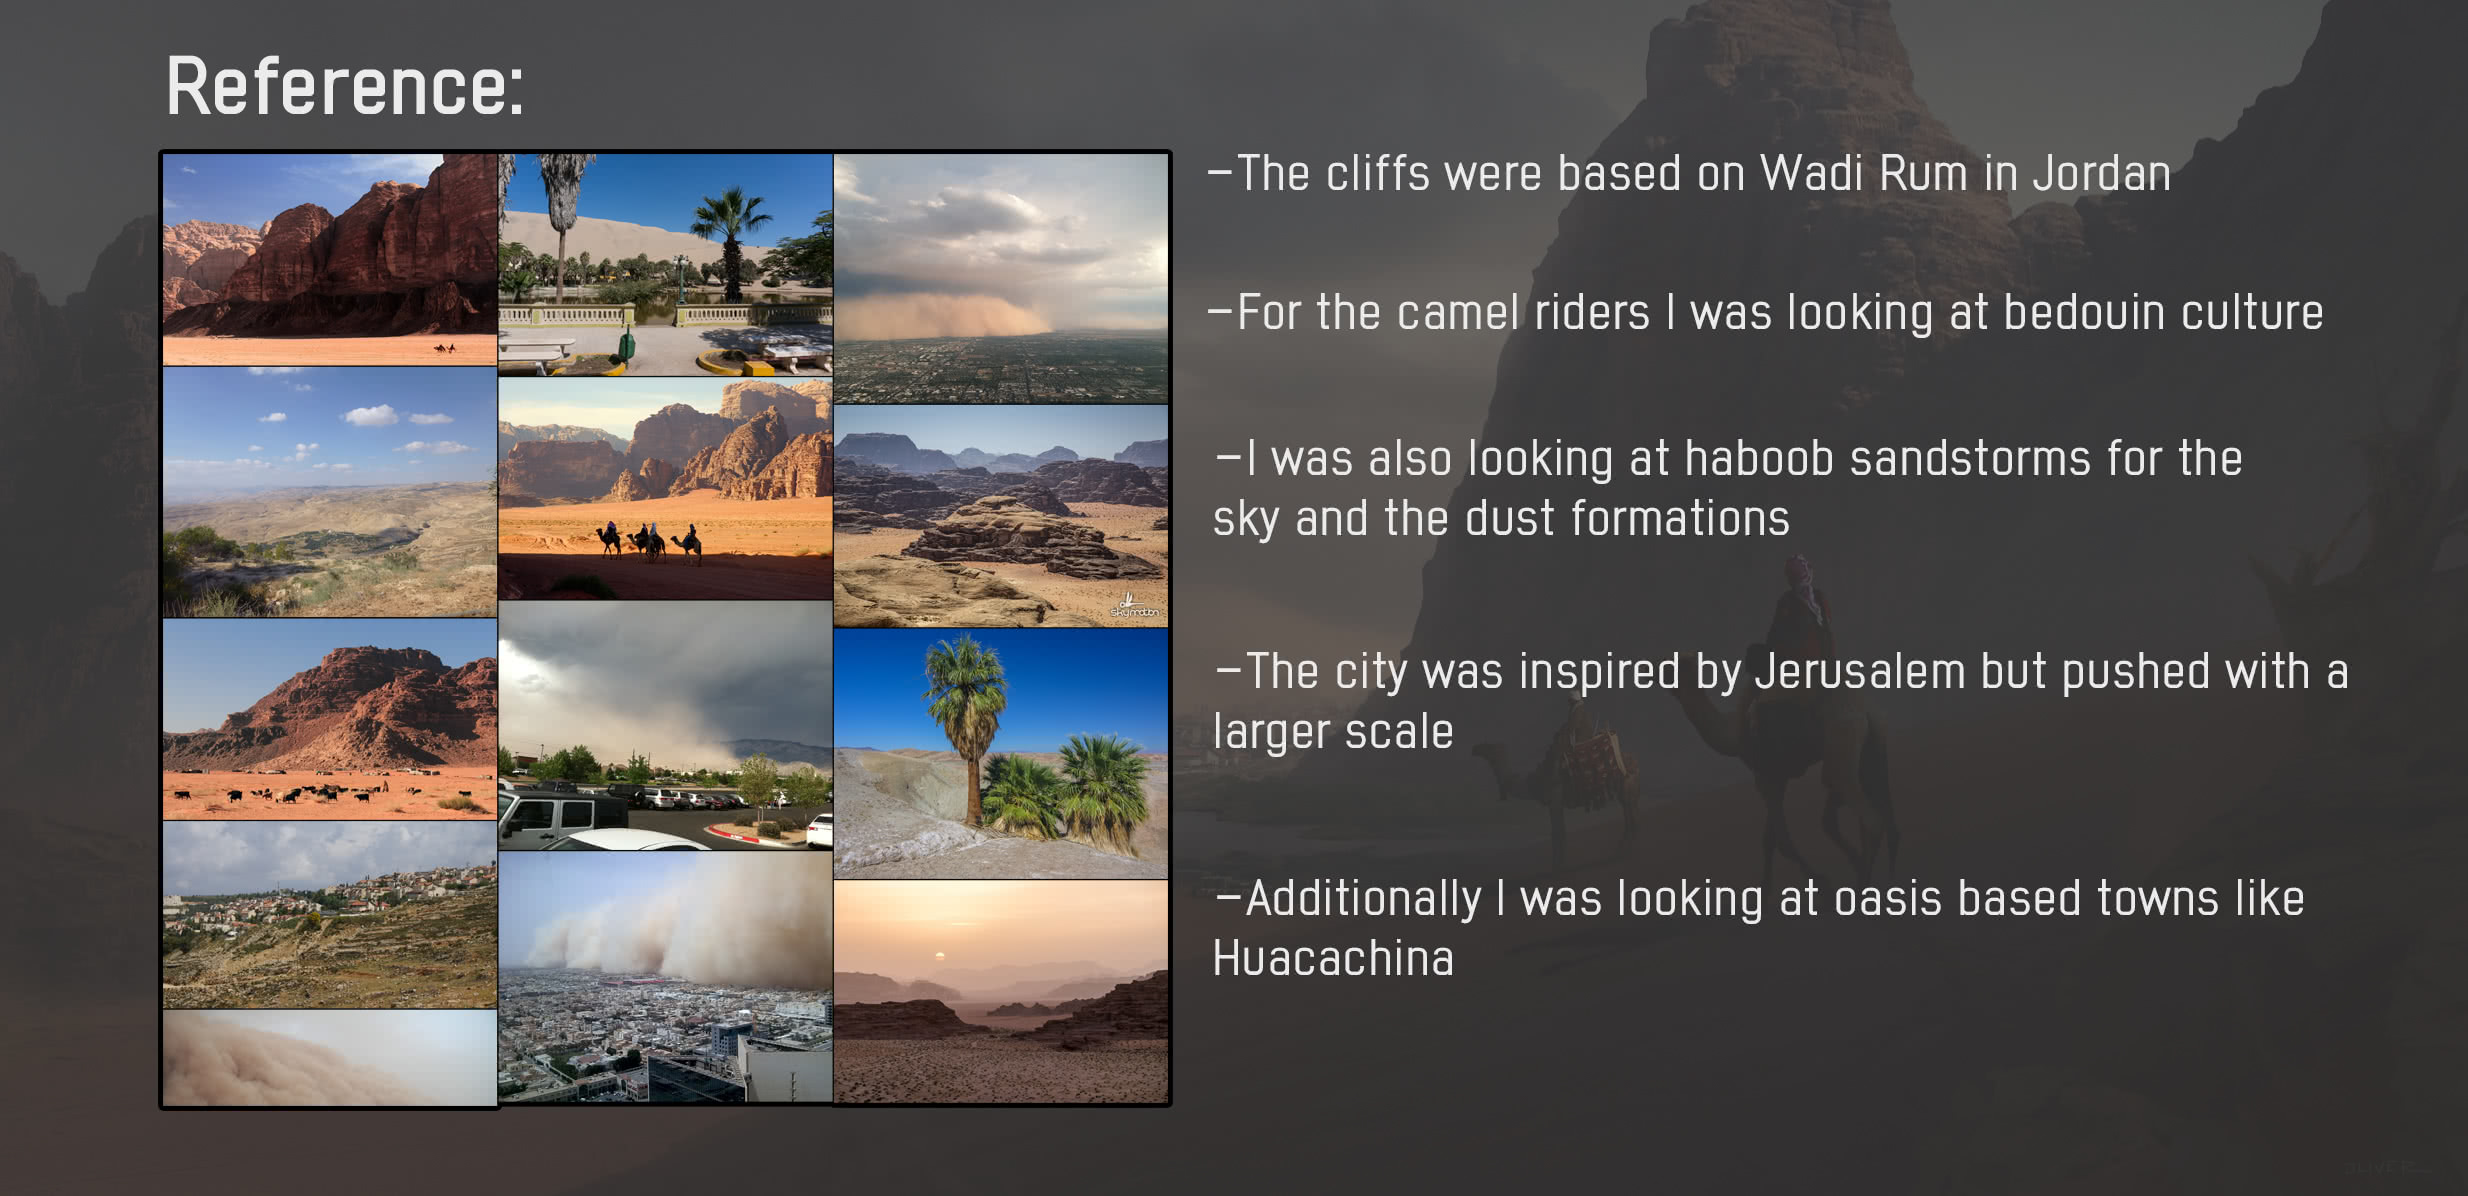 Reference:
-The cliffs were based on Wadi Rum in Jordan
-For the camel riders I was looking at bedouin culture
-I was also looking at haboob sandstorms for the
sky and the dust formations
-The city was inspired by Jerusalem but pushed with a
larger scale
-Additionally I was looking at oasis based towns like
Huacachina
skymotion